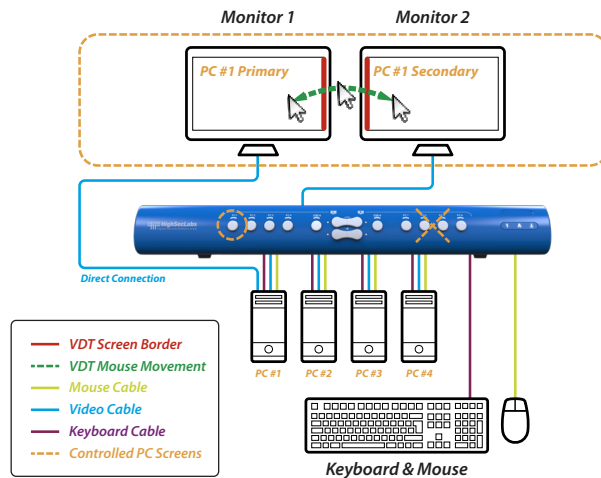 Monitor 1 Monitor 2
PC #1 Primary PC #1 Secondary
HighSecLabs
Direct Connection
PC #1 PC #2 PC #3 PC #4
VDT Screen Border
VDT Mouse Movement
Mouse Cable
Video Cable
Keyboard Cable
Controlled PC Screens
Keyboard & Mouse